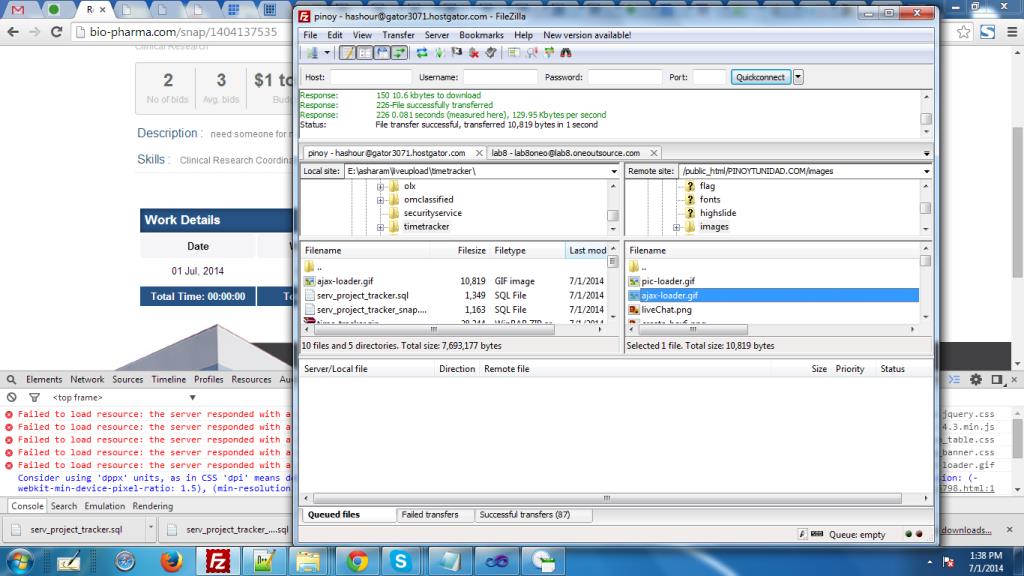 pinoy - hashour@gator3071.hostgator.com - FileZilla
bio-pharma.com/snap/1404137535
Clinical Research
2
3
$1 to
No of bids
Avg. bids
Description :
need someone for
Skills :
Clinical Research Coordina
Work Details
Date
01 Jul, 2014
Total Time: 00:00:00
File Edit View Transfer Server Bookmarks Help New version available!
Host: Username: Password: Port: Quickconnect
Response: 150 10.6 kbytes to download
Response: 226-File successfully transferred
Response: 226 0.081 seconds (measured here), 129.95 Kbytes per second
Status: File transfer successful, transferred 10,819 bytes in 1 second
pinoy - hashour@gator3071.hostgator.com
lab8 - lab8oneo@lab8.oneoutsource.com
Local site: E:\asharam\liveupload\timetracker\
olx
omclassified
securityservice
timetracker
Remote site: /public_html/PINOYTUNIDAD.COM/images
flag
fonts
highslide
images
Filename Filesize Filetype Last mod
..
ajax-loader.gif 10,819 GIF image 7/1/2014
serv_project_tracker.sql 1,349 SQL File 7/1/2014
serv_project_tracker_snap.... 1,163 SQL File 7/1/2014
10 files and 5 directories. Total size: 7,693,177 bytes
Filename
..
pic-loader.gif
ajax-loader.gif
liveChat.png
Selected 1 file. Total size: 10,819 bytes
Server/Local file Direction Remote file Size Priority Status
Queued files
Failed transfers
Successful transfers (87)
Queue: empty
Elements Network Sources Timeline Profiles Resources Au
<top frame>
Failed to load resource: the server responded with a
Failed to load resource: the server responded with a
Failed to load resource: the server responded with a
Failed to load resource: the server responded with a
Failed to load resource: the server responded with a
Consider using 'dppx' units, as in CSS 'dpi' means
webkit-min-device-pixel-ratio: 1.5), (min-resolution
jquery.css
4.3.min.js
_table.css
_banner.css
loader.gif
sion: (-
798.html:1
Console Search Emulation Rendering
serv_project_tracker.sql
serv_project_tracker_....sql
downloads...
1:38 PM
7/1/2014